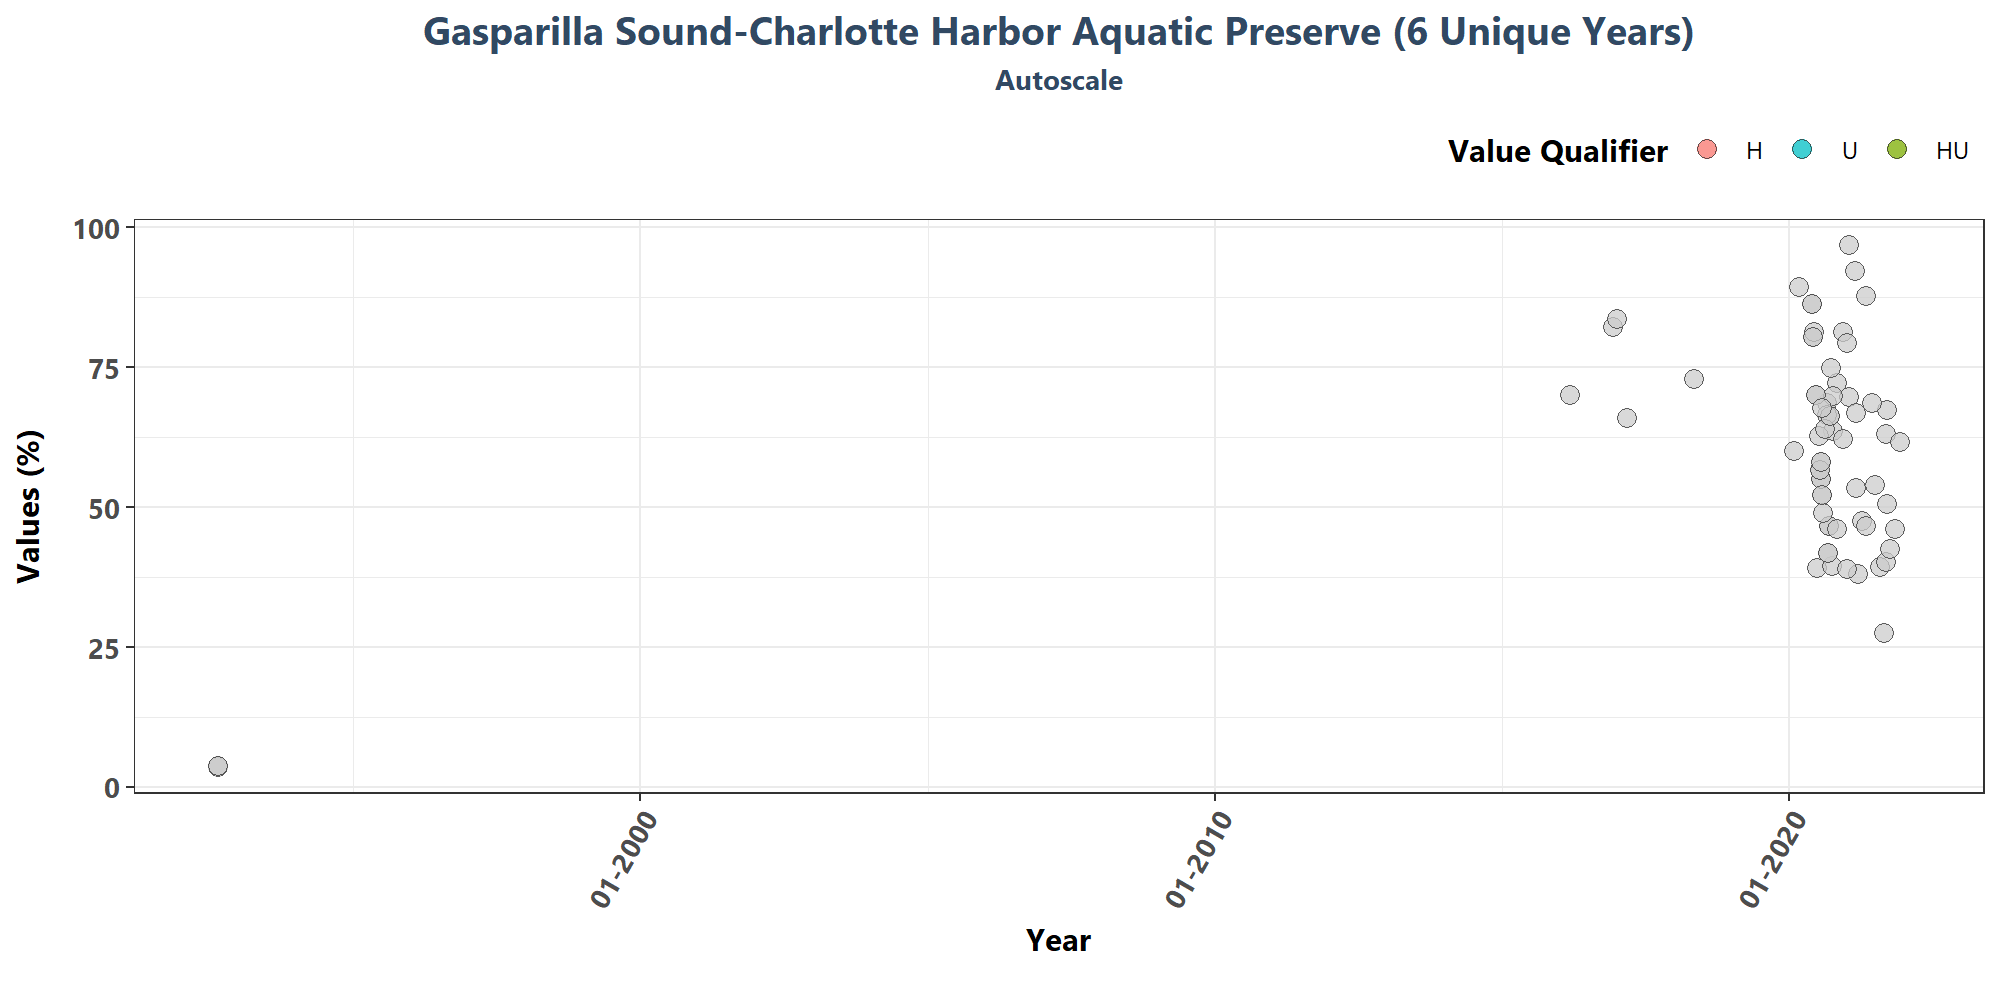 Gasparilla Sound-Charlotte Harbor Aquatic Preserve (6 Unique Years)
Autoscale
Value Qualifier H U HU
100
75
50
25
0
Values (%)
01-2000 01-2010 01-2020
Year